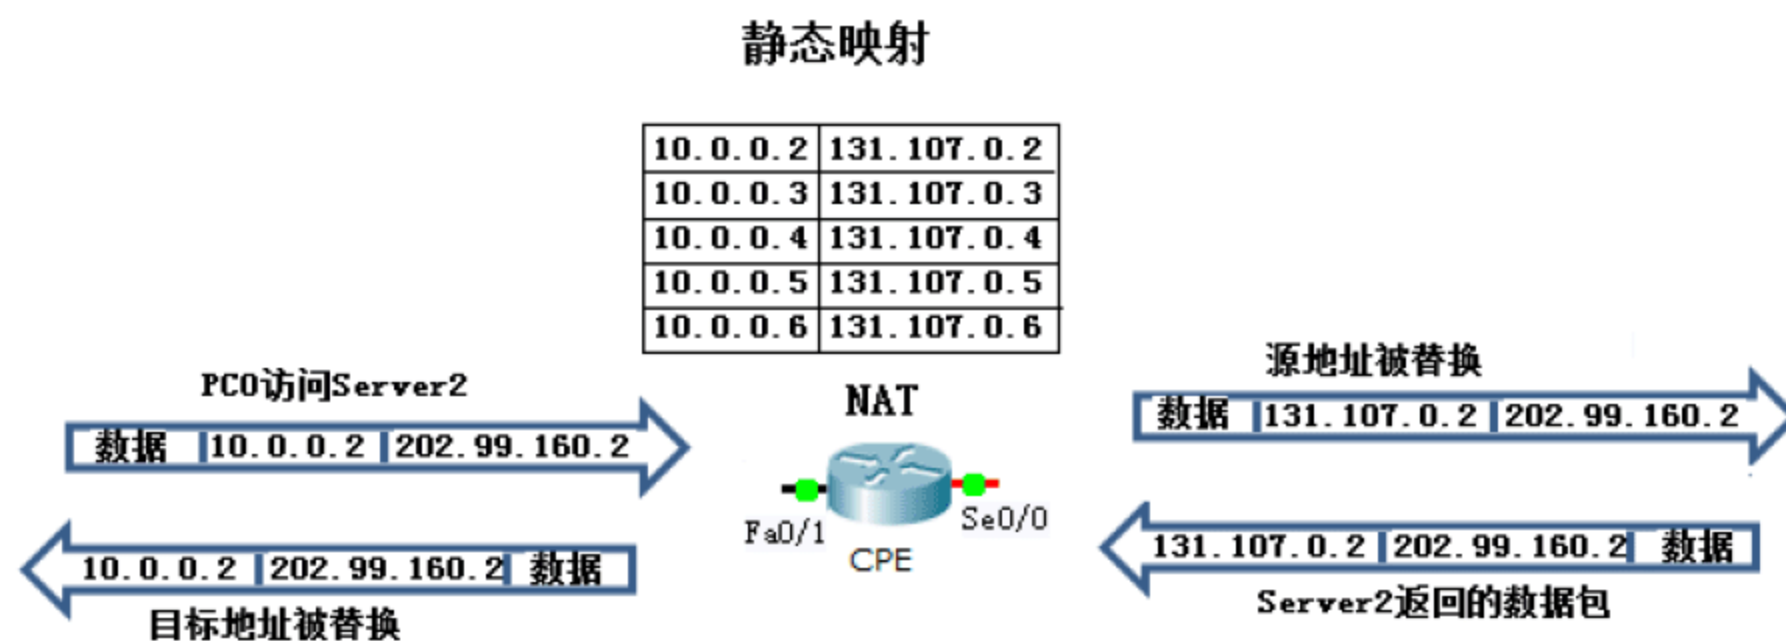 静态映射
10.0.0.2 131.107.0.2
10.0.0.3 131.107.0.3
10.0.0.4 131.107.0.4
10.0.0.5 131.107.0.5
10.0.0.6 131.107.0.6
PC0访问Server2
数据 10.0.0.2 202.99.160.2
NAT
源地址被替换
数据 131.107.0.2 202.99.160.2
Fa0/1
Se0/0
CPE
10.0.0.2 202.99.160.2 数据
目标地址被替换
131.107.0.2 202.99.160.2 数据
Server2返回的数据包